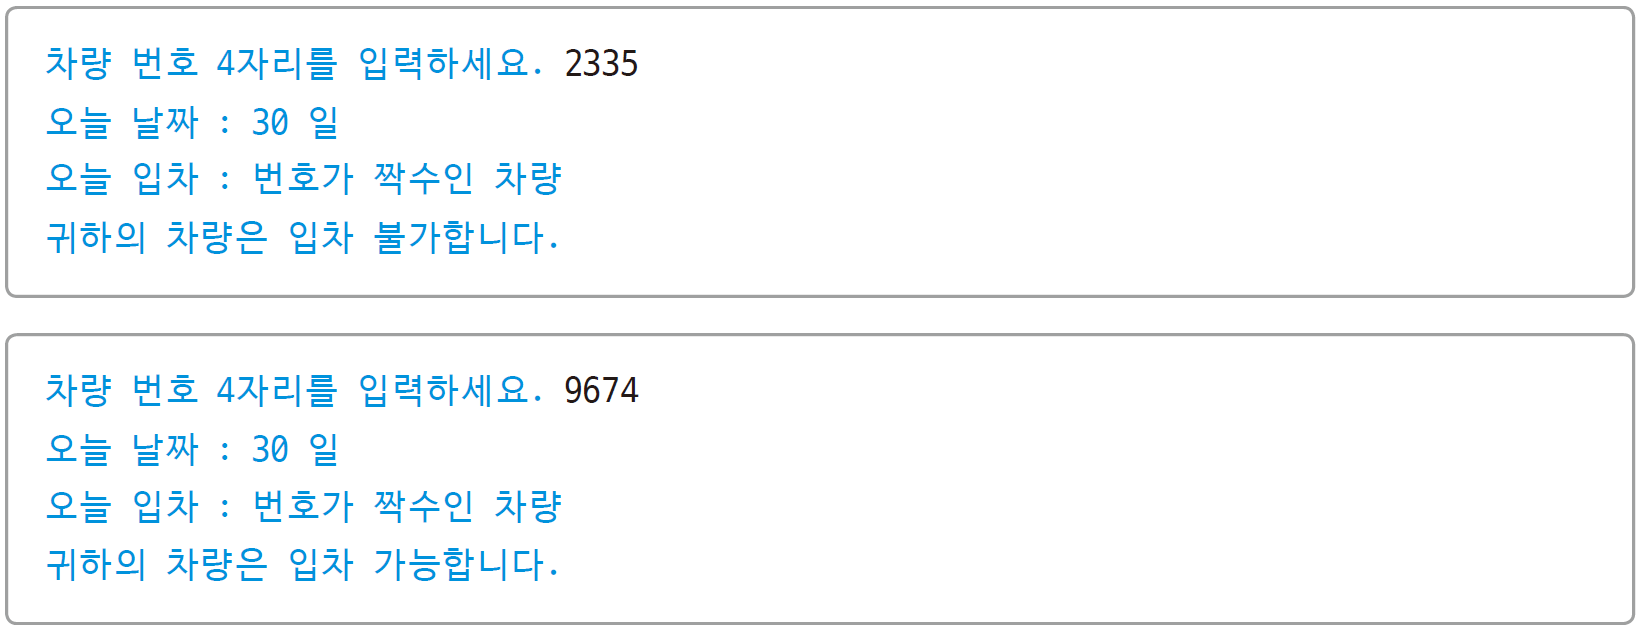 차량 번호 4자리를 입력하세요. 2335
오늘 날짜 : 30 일
오늘 입차 : 번호가 짝수인 차량
귀하의 차량은 입차 불가합니다.
차량 번호 4자리를 입력하세요. 9674
오늘 날짜 : 30 일
오늘 입차 : 번호가 짝수인 차량
귀하의 차량은 입차 가능합니다.